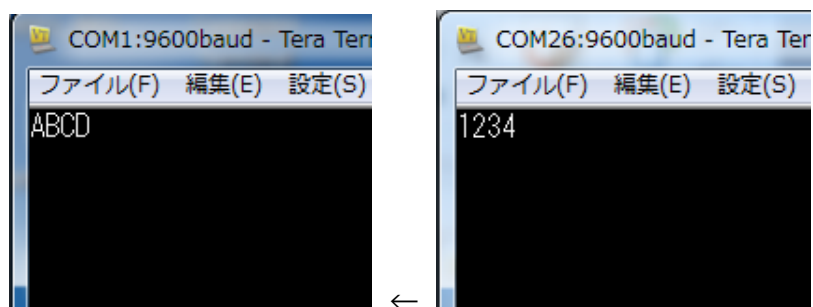 COM1:9600baud - Tera Ter
ファイル(F) 編集(E) 設定(S)
ABCD
←
COM26:9600baud - Tera Ter
ファイル(F) 編集(E) 設定(S)
1234